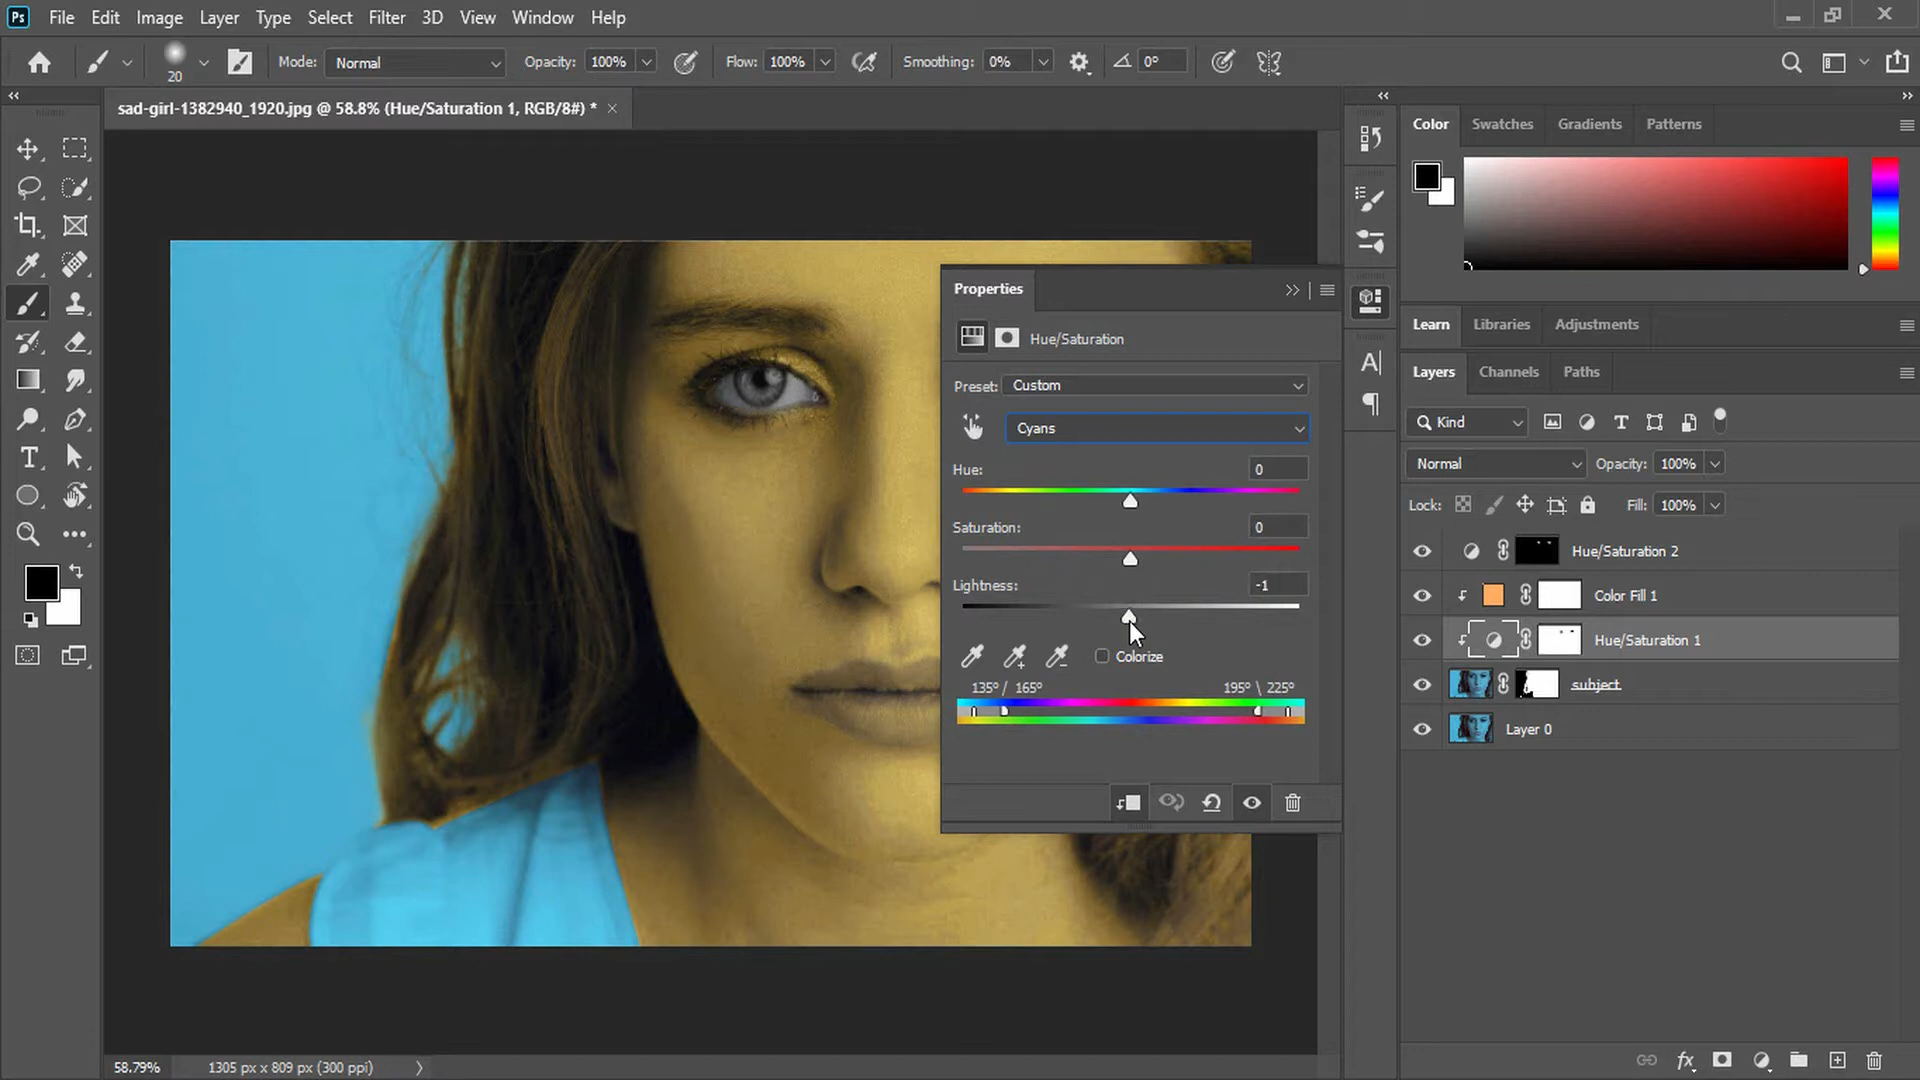 Ps File Edit Image Layer Type Select Filter 3D View Window Help
20 Mode: Normal Opacity: 100% Flow: 100% Smoothing: 0% 0°
sad-girl-1382940_1920.jpg @ 58.8% (Hue/Saturation 1, RGB/8#) *
Color Swatches Gradients Patterns
Properties
Hue/Saturation
Preset: Custom
Cyans
Hue: 0
Saturation: 0
Lightness: -1
Colorize
135° / 165° 195° \ 225°
Learn Libraries Adjustments
Layers Channels Paths
Kind
Normal Opacity: 100%
Lock: Fill: 100%
Hue/Saturation 2
Color Fill 1
Hue/Saturation 1
subject
Layer 0
58.79% 1305 px x 809 px (300 ppi)